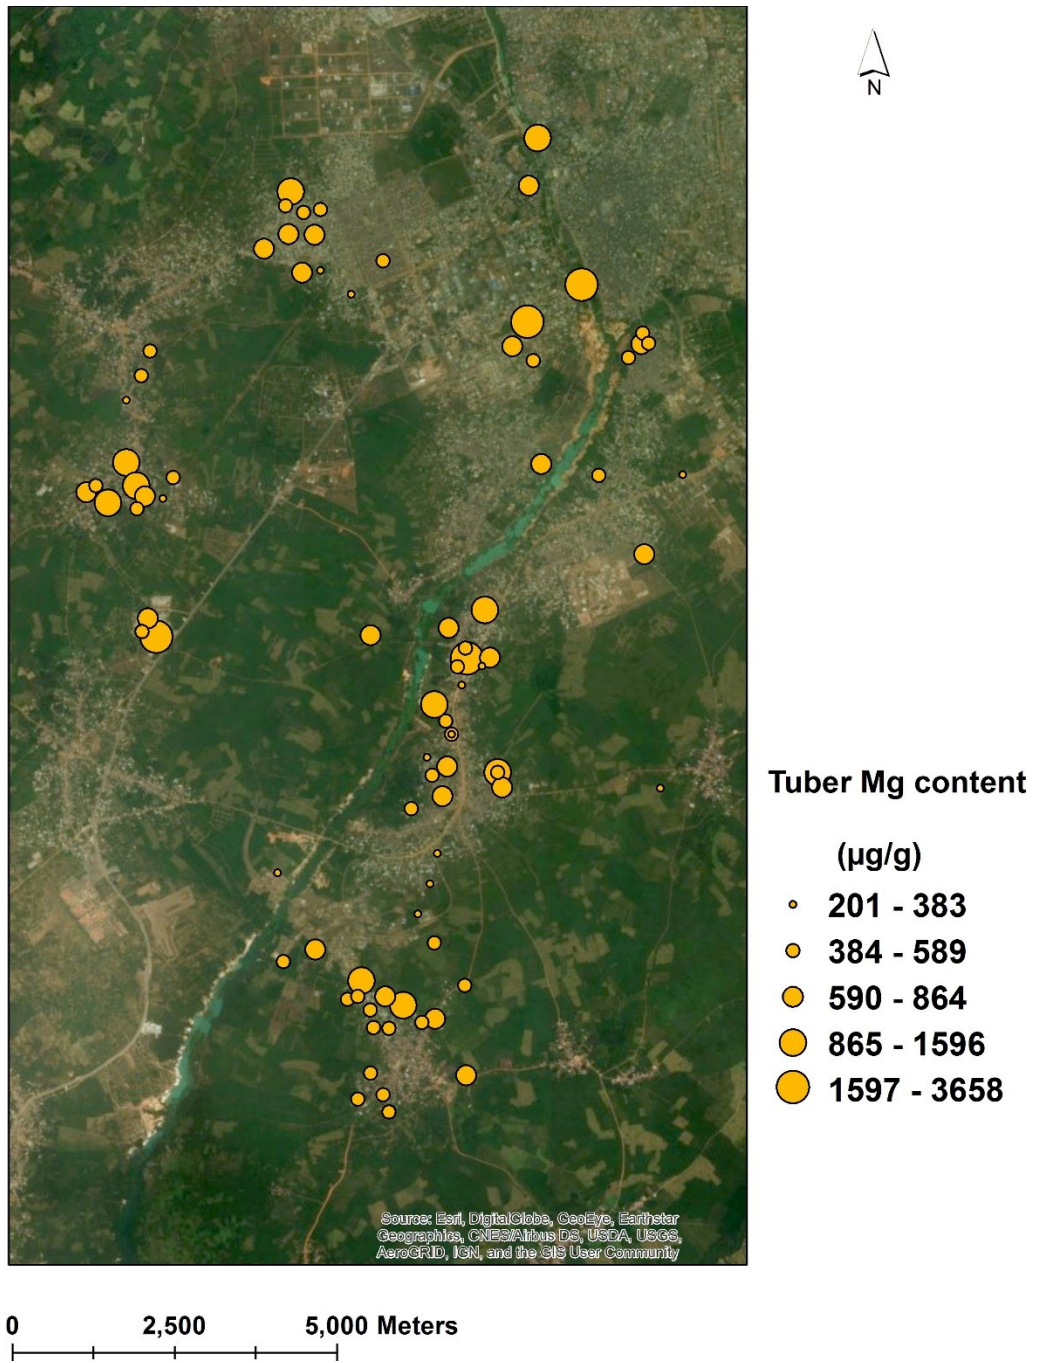 N
Tuber Mg content
(µg/g)
201 - 383
384 - 589
590 - 864
865 - 1596
1597 - 3658
Source: Esri, DigitalGlobe, GeoEye, Earthstar
Geographics, CNES/Airbus DS, USDA, USGS,
AeroGRID, IGN, and the GIS User Community
0 2,500 5,000 Meters